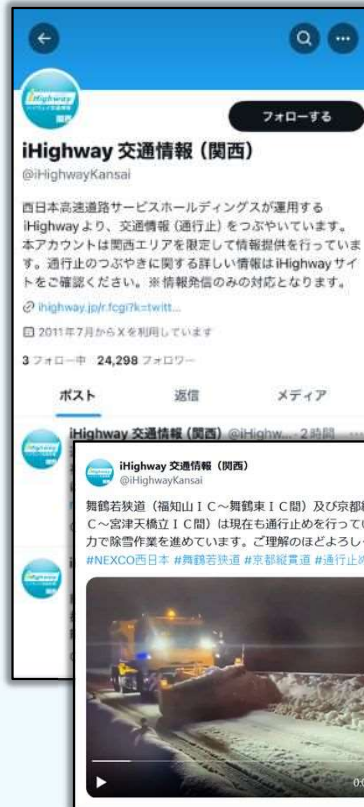 iHighway
関西
フォローする
iHighway 交通情報 (関西)
@iHighwayKansai
西日本高速道路サービスホールディングスが運用する
iHighwayより、交通情報 (通行止) をつぶやいています。
本アカウントは関西エリアを限定して情報提供を行っていま
す。通行止のつぶやきに関する詳しい情報はiHighwayサイ
トをご確認ください。※情報発信のみの対応となります。
ihighway.jp/r.fcgi?k=twitt...
2011年7月からXを利用しています
3 フォロー中 24,298 フォロワー
ポスト 返信 メディア
iHighway 交通情報 (関西) @iHighw... · 2時間
iHighway 交通情報 (関西)
@iHighwayKansai
舞鶴若狭道 (福知山IC~舞鶴東IC間) 及び京都縦
C~宮津天橋立IC間) は現在も通行止めを行ってい
力で除雪作業を進めています。ご理解のほどよろし
#NEXCO西日本 #舞鶴若狭道 #京都縦貫道 #通行止め